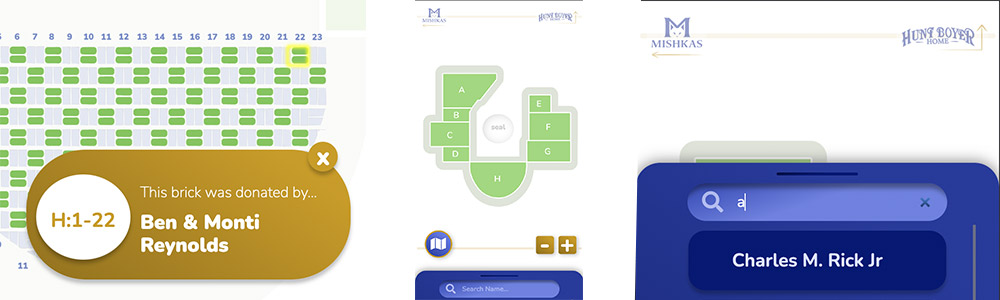 5 6 7 8 9 10 11 12 13 14 15 16 17 18 19 20 21 22 23
This brick was donated by...
H:1-22
Ben & Monti
Reynolds
11
MISHKAS
HUNT BOYER
HOME
A
B
C
D
seal
E
F
G
H
Search Name...
MISHKAS
HUNT BOYER
HOME
a
Charles M. Rick Jr